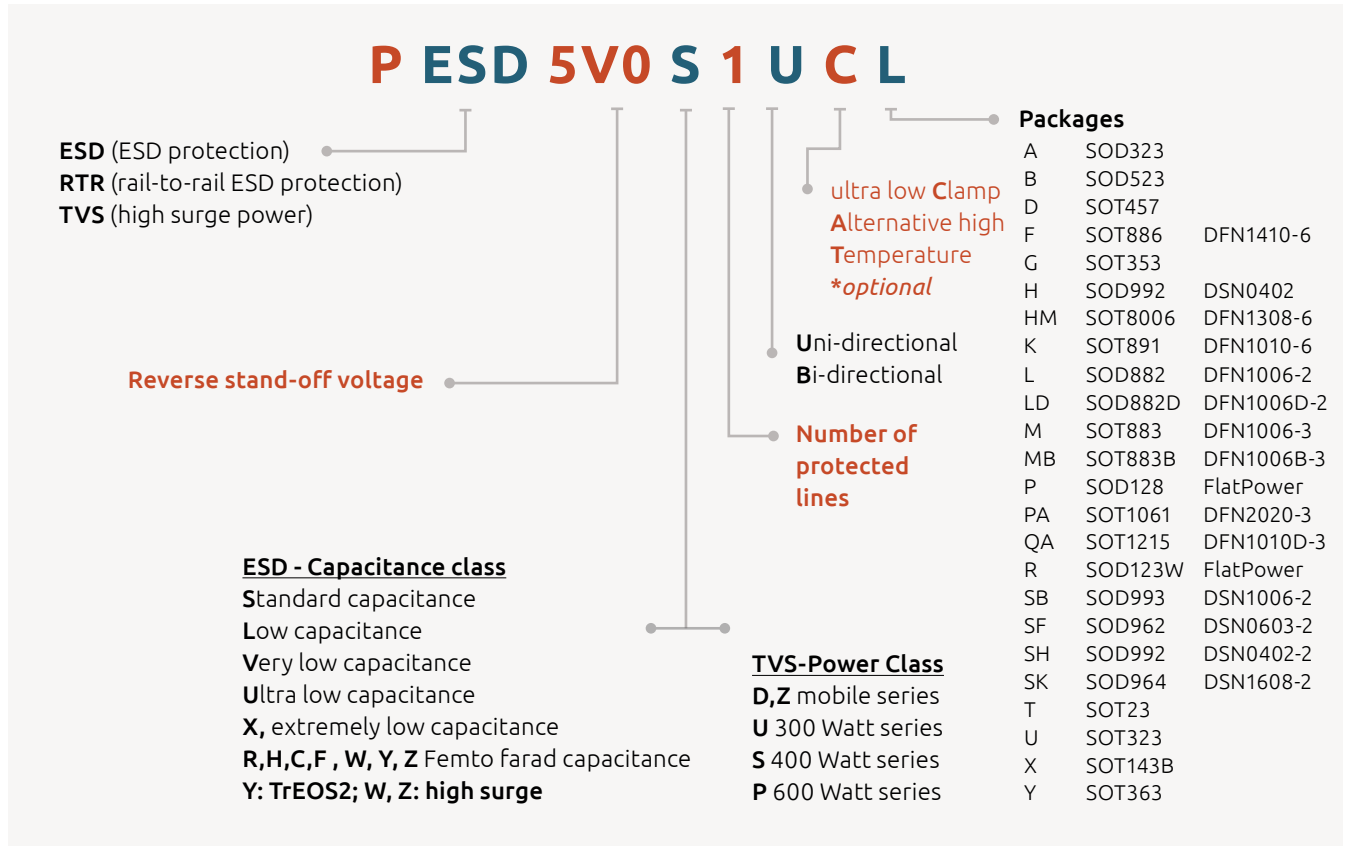 P ESD 5V0 S 1 U C L
ESD (ESD protection)
RTR (rail-to-rail ESD protection)
TVS (high surge power)
Reverse stand-off voltage
ESD - Capacitance class
Standard capacitance
Low capacitance
Very low capacitance
Ultra low capacitance
X, extremely low capacitance
R,H,C,F , W, Y, Z Femto farad capacitance
Y: TrEOS2; W, Z: high surge
TVS-Power Class
D,Z mobile series
U 300 Watt series
S 400 Watt series
P 600 Watt series
Number of
protected
lines
Uni-directional
Bi-directional
ultra low Clamp
Alternative high
Temperature
*optional
Packages
A SOD323
B SOD523
D SOT457
F SOT886 DFN1410-6
G SOT353
H SOD992 DSN0402
HM SOT8006 DFN1308-6
K SOT891 DFN1010-6
L SOD882 DFN1006-2
LD SOD882D DFN1006D-2
M SOT883 DFN1006-3
MB SOT883B DFN1006B-3
P SOD128 FlatPower
PA SOT1061 DFN2020-3
QA SOT1215 DFN1010D-3
R SOD123W FlatPower
SB SOD993 DSN1006-2
SF SOD962 DSN0603-2
SH SOD992 DSN0402-2
SK SOD964 DSN1608-2
T SOT23
U SOT323
X SOT143B
Y SOT363